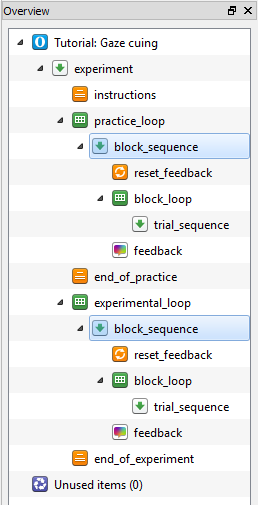 Overview
Tutorial: Gaze cuing
experiment
instructions
practice_loop
block_sequence
reset_feedback
block_loop
trial_sequence
feedback
end_of_practice
experimental_loop
block_sequence
reset_feedback
block_loop
trial_sequence
feedback
end_of_experiment
Unused items (0)